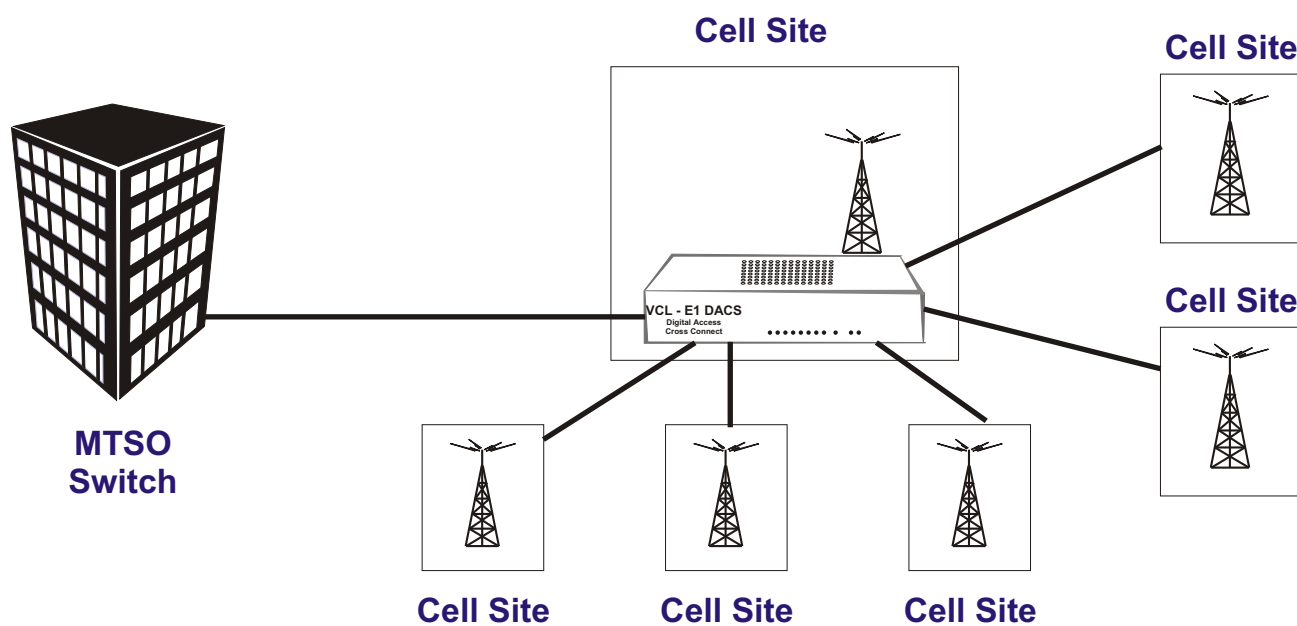 Cell Site
Cell Site
Cell Site
VCL - E1 DACS
Digital Access
Cross Connect
MTSO
Switch
Cell Site
Cell Site
Cell Site